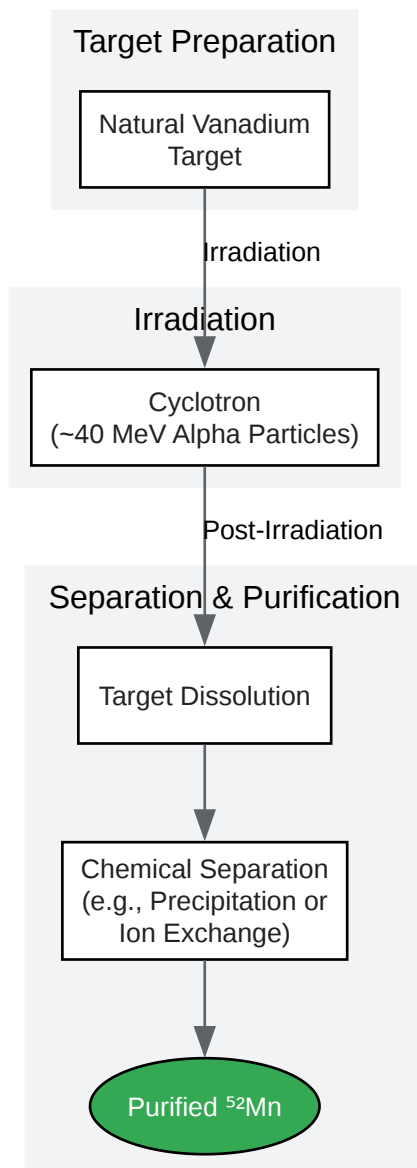 Target Preparation
Natural Vanadium
Target
Irradiation
Irradiation
Cyclotron
(~40 MeV Alpha Particles)
Post-Irradiation
Separation & Purification
Target Dissolution
Chemical Separation
(e.g., Precipitation or
Ion Exchange)
Purified ⁵²Mn